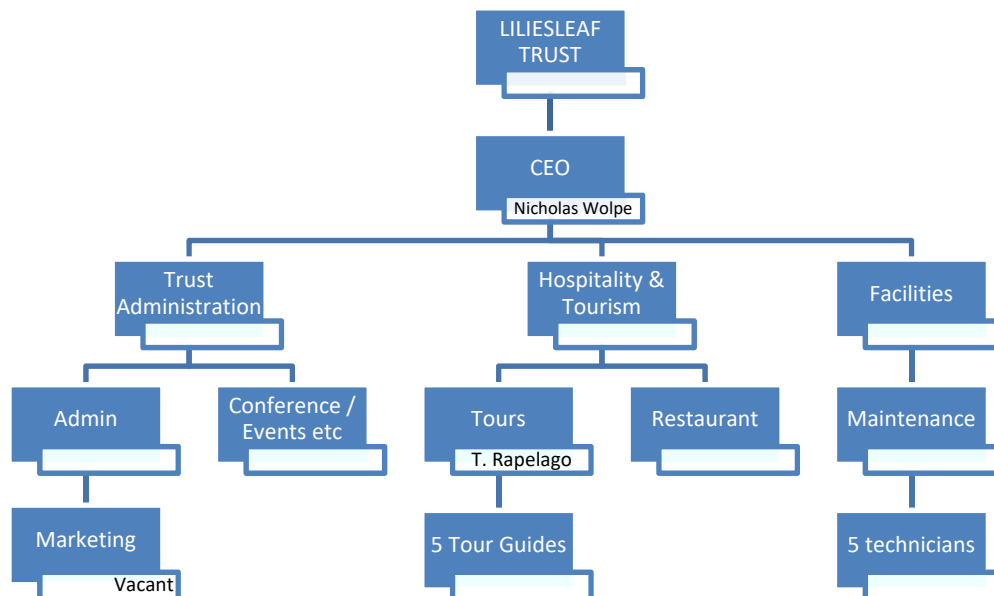 LILIESLEAF
TRUST
CEO
Nicholas Wolpe
Trust
Administration
Hospitality &
Tourism
Facilities
Admin
Conference /
Events etc
Tours
T. Rapelago
Restaurant
Maintenance
Marketing
Vacant
5 Tour Guides
5 technicians